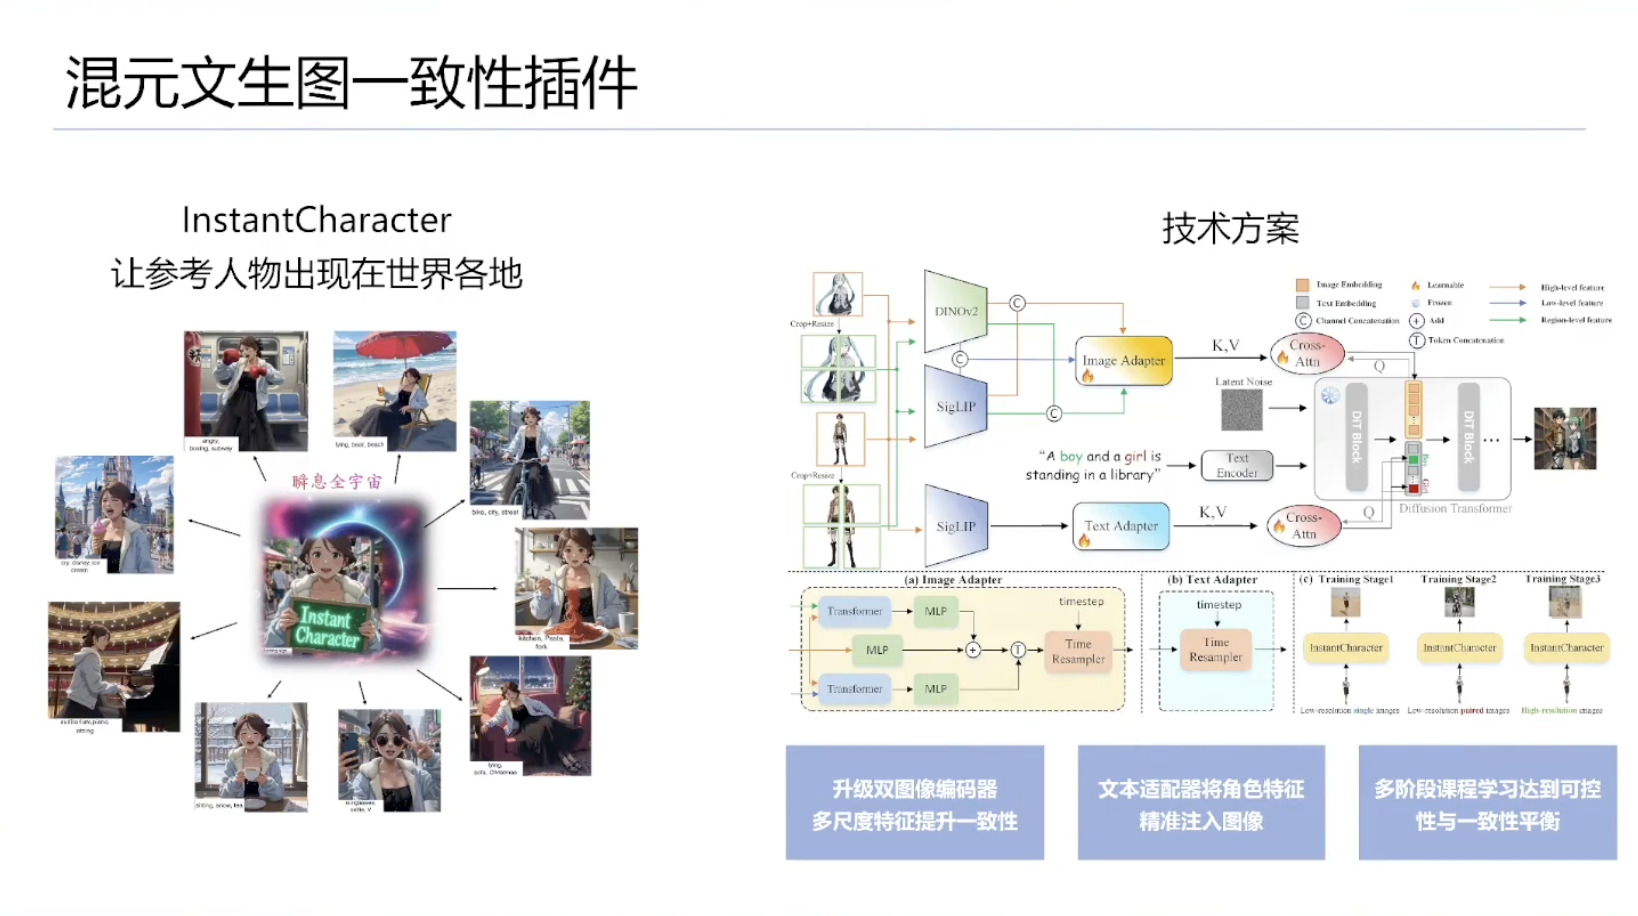 混元文生图一致性插件
InstantCharacter
让参考人物出现在世界各地
angry,
boxing, subway
lying, beer, beach
瞬息全宇宙
bike, city, street
cry, disney, ice
cream
Instant
Character
kitchen, Pasta,
fork
sitting
sofa, Christmas
sitting, snow, tea
sunglasses,
selfie, V
技术方案
Crop+Resize
DINOv2
C
C
SigLIP
C
Image Adapter
K,V
Cross-
Attn
Q
Image Embedding
Text Embedding
C Channel Concatenation
Learnable
Frozen
+ Add
T Token Concatenation
High-level feature
Low-level feature
Region-level feature
Latent Noise
Crop+Resize
"A boy and a girl is
standing in a library"
Text
Encoder
DiT Block
Boy
Girl
DiT Block
...
Diffusion Transformer
SigLIP
Text Adapter
K,V
Cross-
Attn
Q
(a) Image Adapter
Transformer
MLP
MLP
Transformer
MLP
+
T
timestep
Time
Resampler
(b) Text Adapter
timestep
Time
Resampler
(c) Training Stage1
Training Stage2
Training Stage3
InstantCharacter
InstantCharacter
InstantCharacter
Low-resolution single images
Low-resolution paired images
High-resolution images
升级双图像编码器
多尺度特征提升一致性
文本适配器将角色特征
精准注入图像
多阶段课程学习达到可控
性与一致性平衡